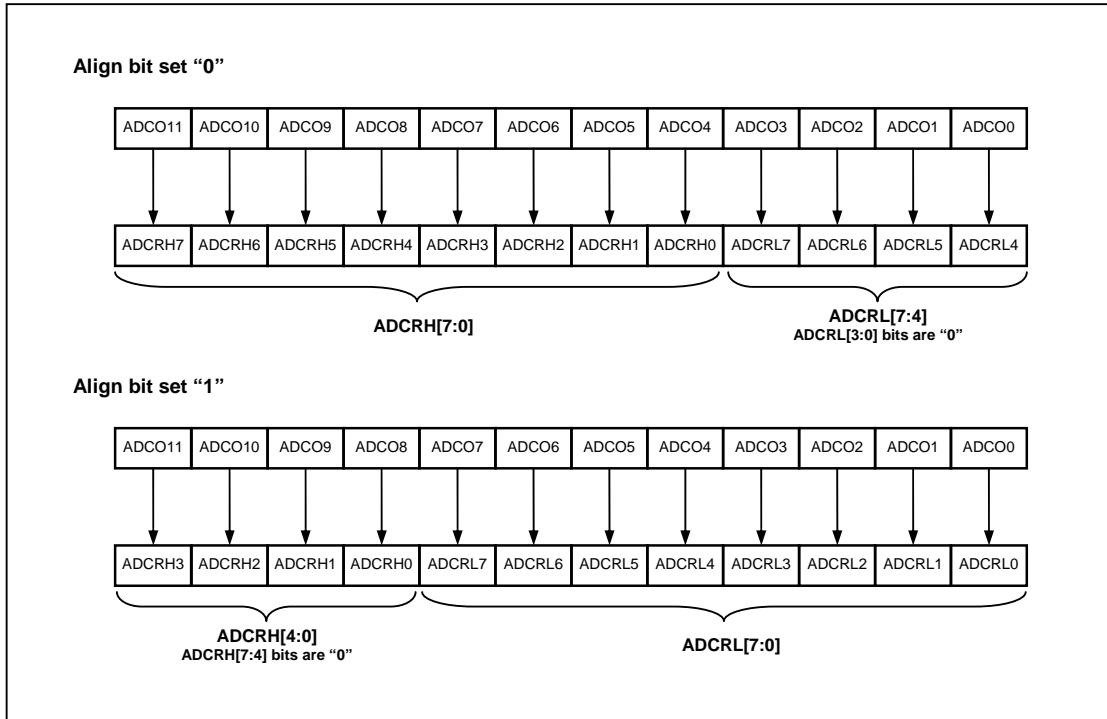 Align bit set “0”
ADCO11 ADCO10 ADCO9 ADCO8 ADCO7 ADCO6 ADCO5 ADCO4 ADCO3 ADCO2 ADCO1 ADCO0
ADCRH7 ADCRH6 ADCRH5 ADCRH4 ADCRH3 ADCRH2 ADCRH1 ADCRH0 ADCRL7 ADCRL6 ADCRL5 ADCRL4
ADCRH[7:0]
ADCRL[7:4]
ADCRL[3:0] bits are “0”
Align bit set “1”
ADCO11 ADCO10 ADCO9 ADCO8 ADCO7 ADCO6 ADCO5 ADCO4 ADCO3 ADCO2 ADCO1 ADCO0
ADCRH3 ADCRH2 ADCRH1 ADCRH0 ADCRL7 ADCRL6 ADCRL5 ADCRL4 ADCRL3 ADCRL2 ADCRL1 ADCRL0
ADCRH[4:0]
ADCRH[7:4] bits are “0”
ADCRL[7:0]